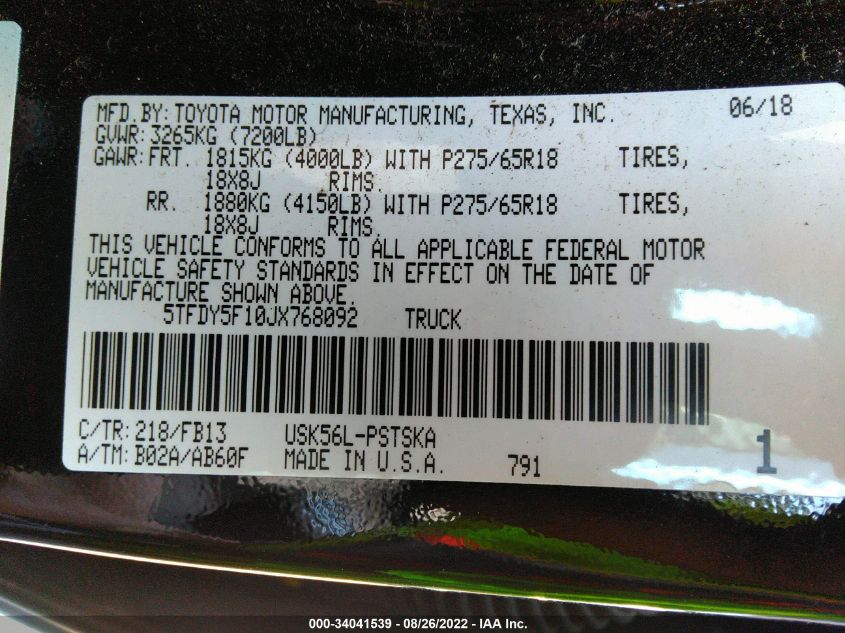 MFD.BY:TOYOTA MOTOR MANUFACTURING, TEXAS, INC. 06/18
GVWR:3265KG (7200LB)
GAWR:FRT. 1815KG (4000LB) WITH P275/65R18 TIRES,
18X8J RIMS.
RR. 1880KG (4150LB) WITH P275/65R18 TIRES,
18X8J RIMS.
THIS VEHICLE CONFORMS TO ALL APPLICABLE FEDERAL MOTOR
VEHICLE SAFETY STANDARDS IN EFFECT ON THE DATE OF
MANUFACTURE SHOWN ABOVE.
5TFDY5F10JX768092 TRUCK
C/TR:218/FB13 USK56L-PSTSKA
A/TM:B02A/AB60F MADE IN U.S.A. 791 1
000-34041539 - 08/26/2022 - IAA Inc.